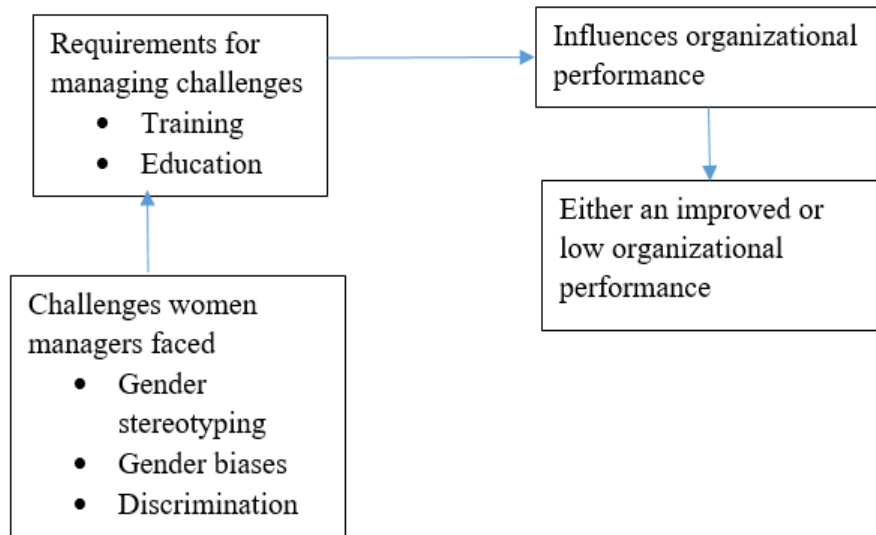 Requirements for
managing challenges
• Training
• Education
Influences organizational
performance
Either an improved or
low organizational
performance
Challenges women
managers faced
• Gender
stereotyping
• Gender biases
• Discrimination